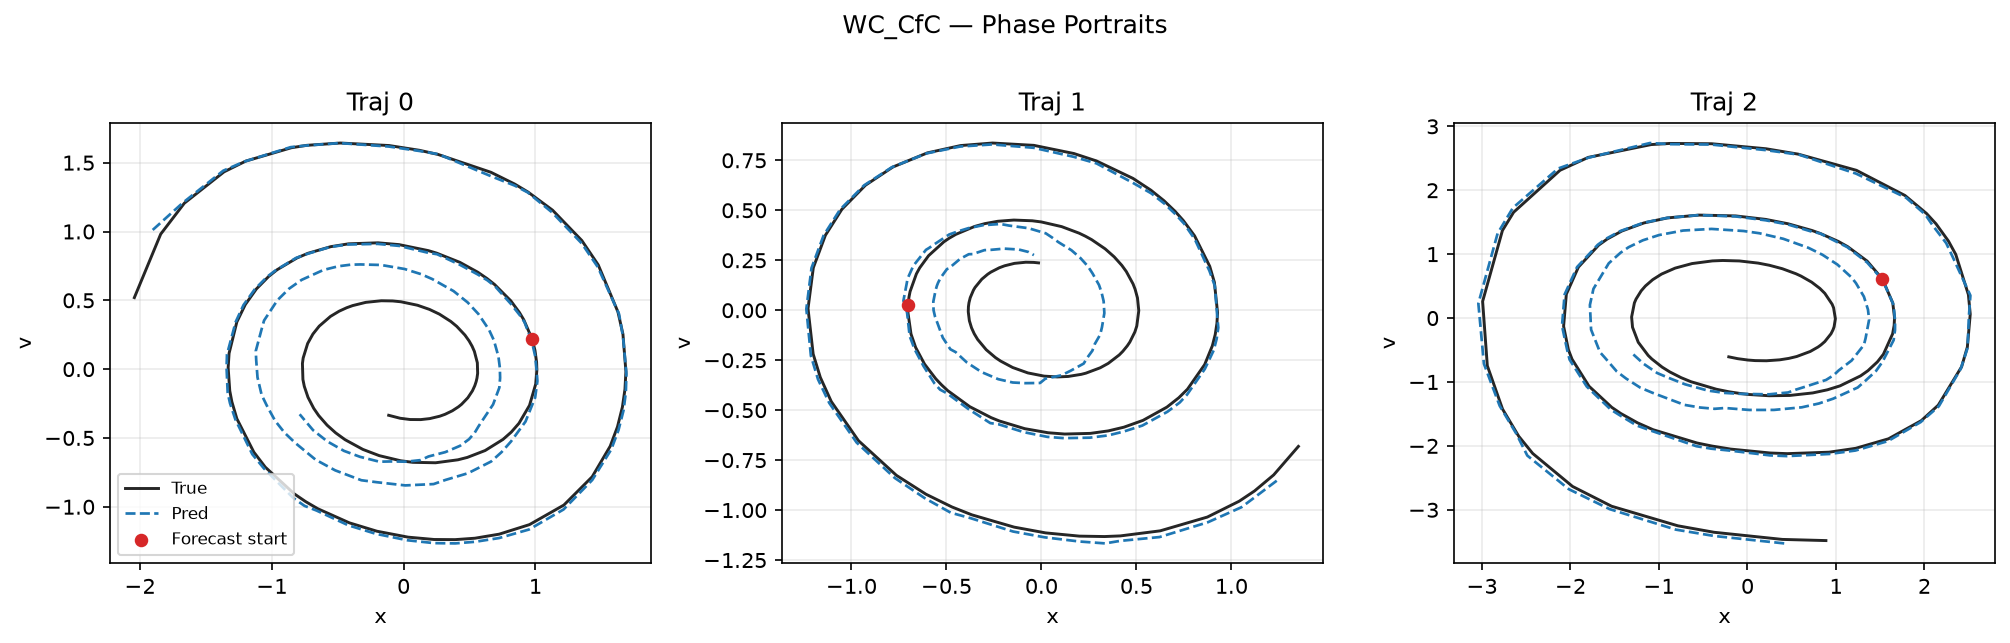 WC_CfC — Phase Portraits
Traj 0
v
1.5
1.0
0.5
0.0
−0.5
−1.0
−2
−1
0
1
x
True
Pred
Forecast start
Traj 1
v
0.75
0.50
0.25
0.00
−0.25
−0.50
−0.75
−1.00
−1.25
−1.0
−0.5
0.0
0.5
1.0
x
Traj 2
v
3
2
1
0
−1
−2
−3
−3
−2
−1
0
1
2
x